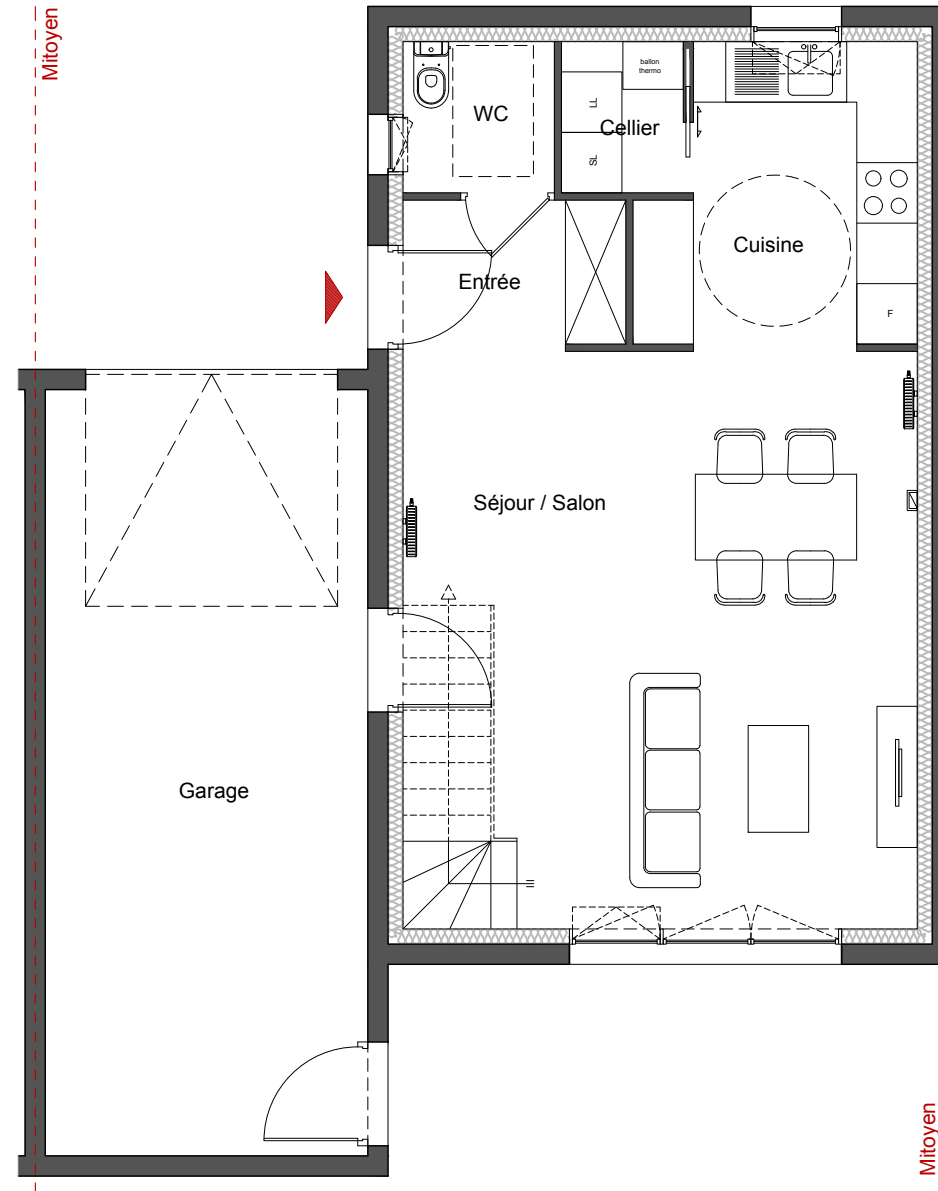 Mitoyen
ballon
thermo
WC
LL
Cellier
SL
Cuisine
Entrée
F
Séjour / Salon
Garage
Mitoyen